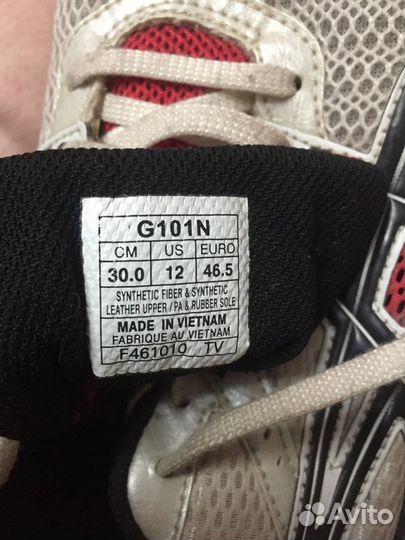 G101N
CM US EURO
30.0 12 46.5
SYNTHETIC FIBER & SYNTHETIC
LEATHER UPPER / PA & RUBBER SOLE
MADE IN VIETNAM
FABRIQUE AU VIETNAM
F461010 TV
Avito